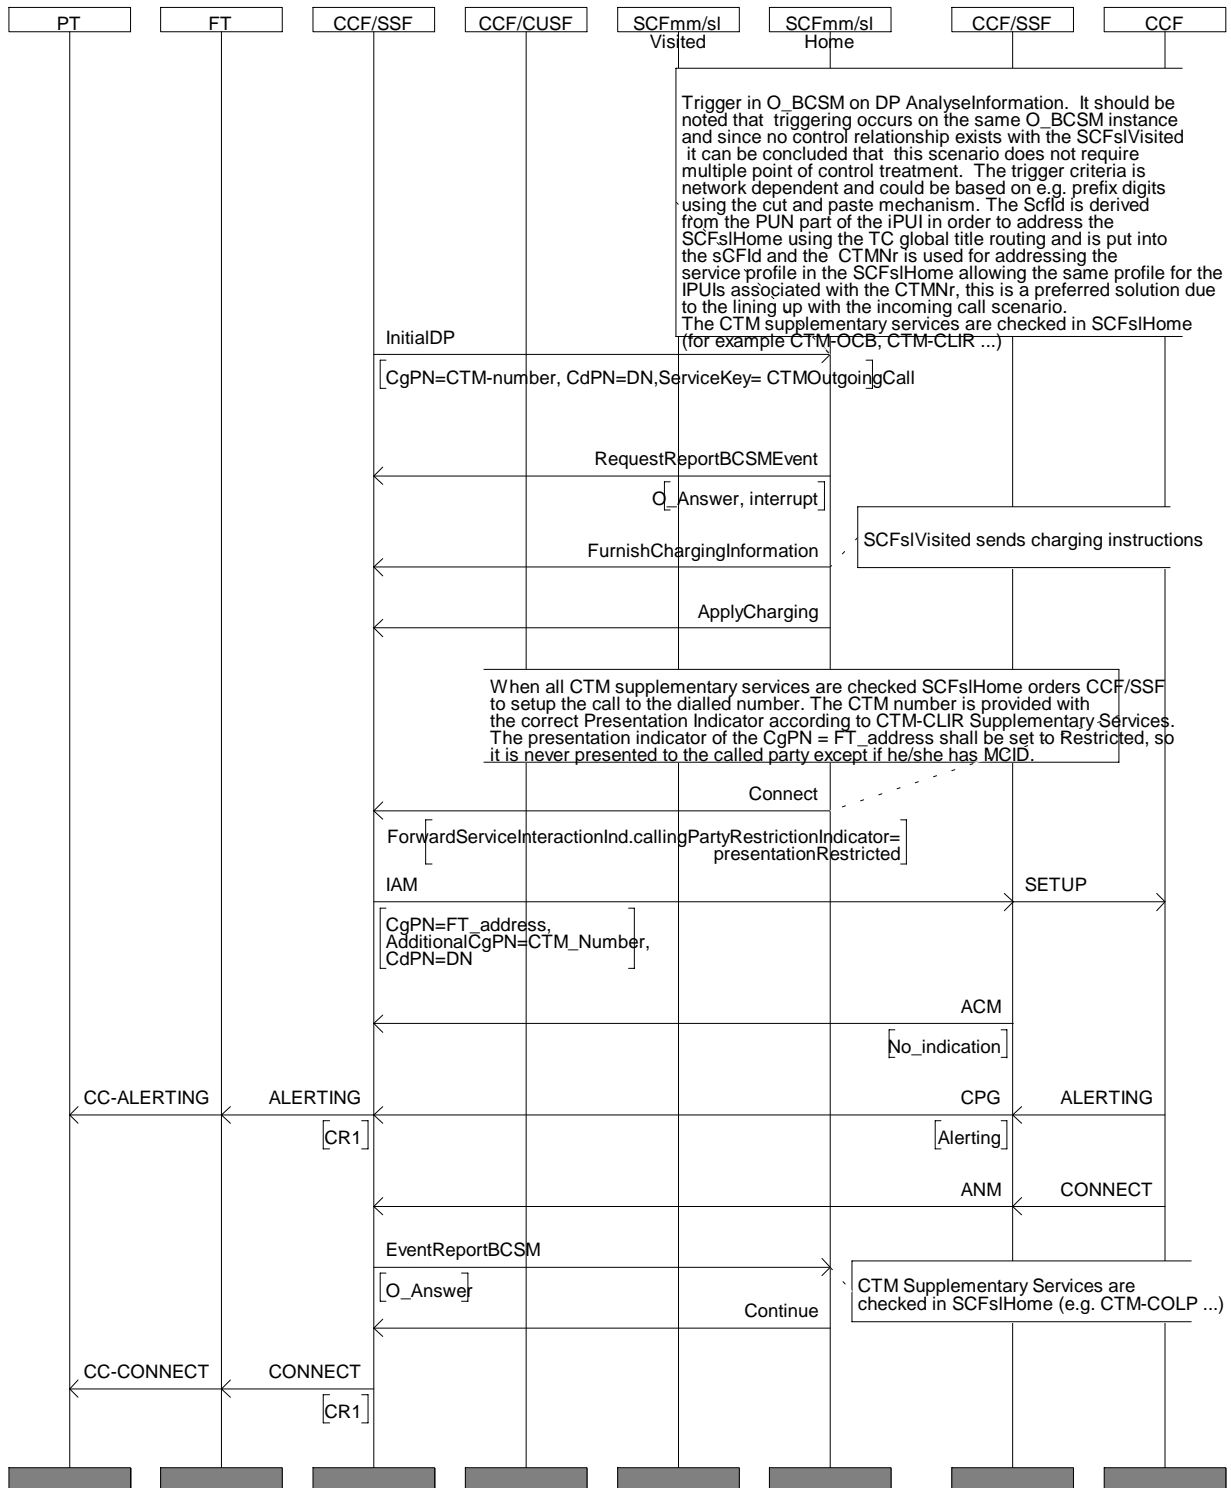 PT
FT
CCF/SSF
CCF/CUSF
SCFmm/sl
Visited
SCFmm/sl
Home
CCF/SSF
CCF
Trigger in O_BCSM on DP AnalyseInformation.  It should be
noted that  triggering occurs on the same O_BCSM instance
and since no control relationship exists with the SCFslVisited
it can be concluded that  this scenario does not require
multiple point of control treatment.  The trigger criteria is
network dependent and could be based on e.g. prefix digits
using the cut and paste mechanism. The ScfId is derived
from the PUN part of the iPUI in order to address the
SCFslHome using the TC global title routing and is put into
the sCFId and the  CTMNr is used for addressing the
service profile in the SCFslHome allowing the same profile for the
IPUIs associated with the CTMNr, this is a preferred solution due
to the lining up with the incoming call scenario.
The CTM supplementary services are checked in SCFslHome
(for example CTM-OCB, CTM-CLIR ...)
InitialDP
CgPN=CTM-number, CdPN=DN,ServiceKey= CTMOutgoingCall
RequestReportBCSMEvent
O_Answer, interrupt
SCFslVisited sends charging instructions
FurnishChargingInformation
ApplyCharging
When all CTM supplementary services are checked SCFslHome orders CCF/SSF
to setup the call to the dialled number. The CTM number is provided with
the correct Presentation Indicator according to CTM-CLIR Supplementary Services.
The presentation indicator of the CgPN = FT_address shall be set to Restricted, so
it is never presented to the called party except if he/she has MCID.
Connect
ForwardServiceInteractionInd.callingPartyRestrictionIndicator=
presentationRestricted
IAM
SETUP
CgPN=FT_address,
AdditionalCgPN=CTM_Number,
CdPN=DN
ACM
No_indication
CC-ALERTING
ALERTING
CPG
ALERTING
CR1
Alerting
ANM
CONNECT
EventReportBCSM
O_Answer
CTM Supplementary Services are
checked in SCFslHome (e.g. CTM-COLP ...)
Continue
CC-CONNECT
CONNECT
CR1